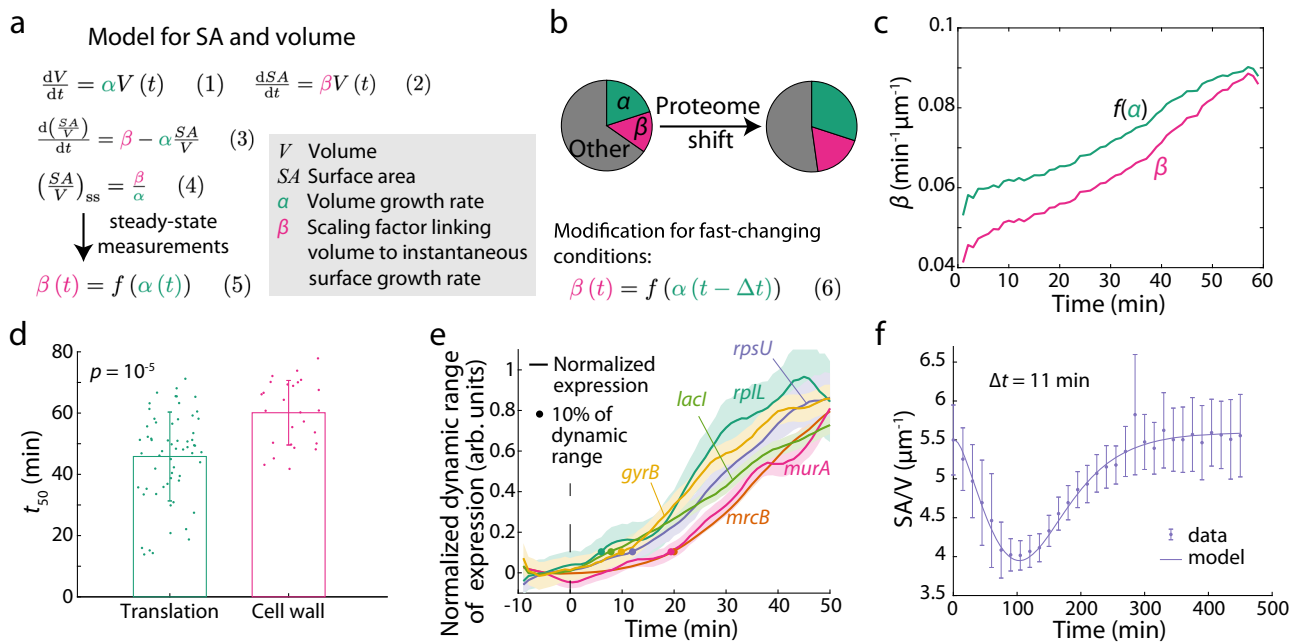 a
Model for SA and volume
dV/dt = αV (t) (1) dSA/dt = βV (t) (2)
d(SA/V)/dt = β − α SA/V (3)
(SA/V)ss = β/α (4)
steady-state
measurements
β (t) = f (α (t)) (5)
V Volume
SA Surface area
α Volume growth rate
β Scaling factor linking
volume to instantaneous
surface growth rate
b
α
β
Other
Proteome
shift
Modification for fast-changing
conditions:
β (t) = f (α (t − Δt)) (6)
c
β (min⁻¹μm⁻¹)
0.1
0.08
0.06
0.04
f(α)
β
0 10 20 30 40 50 60
Time (min)
d
p = 10⁻⁵
t₅₀ (min)
80
60
40
20
0
Translation Cell wall
e
Normalized dynamic range
of expression (arb. units)
1
0.8
0.6
0.4
0.2
0
Normalized
expression
10% of
dynamic
range
rpsU
rplL
lacI
gyrB
murA
mrcB
-10 0 10 20 30 40 50
Time (min)
f
SA/V (μm⁻¹)
6.5
6
5.5
5
4.5
4
3.5
Δt = 11 min
data
model
0 100 200 300 400 500
Time (min)